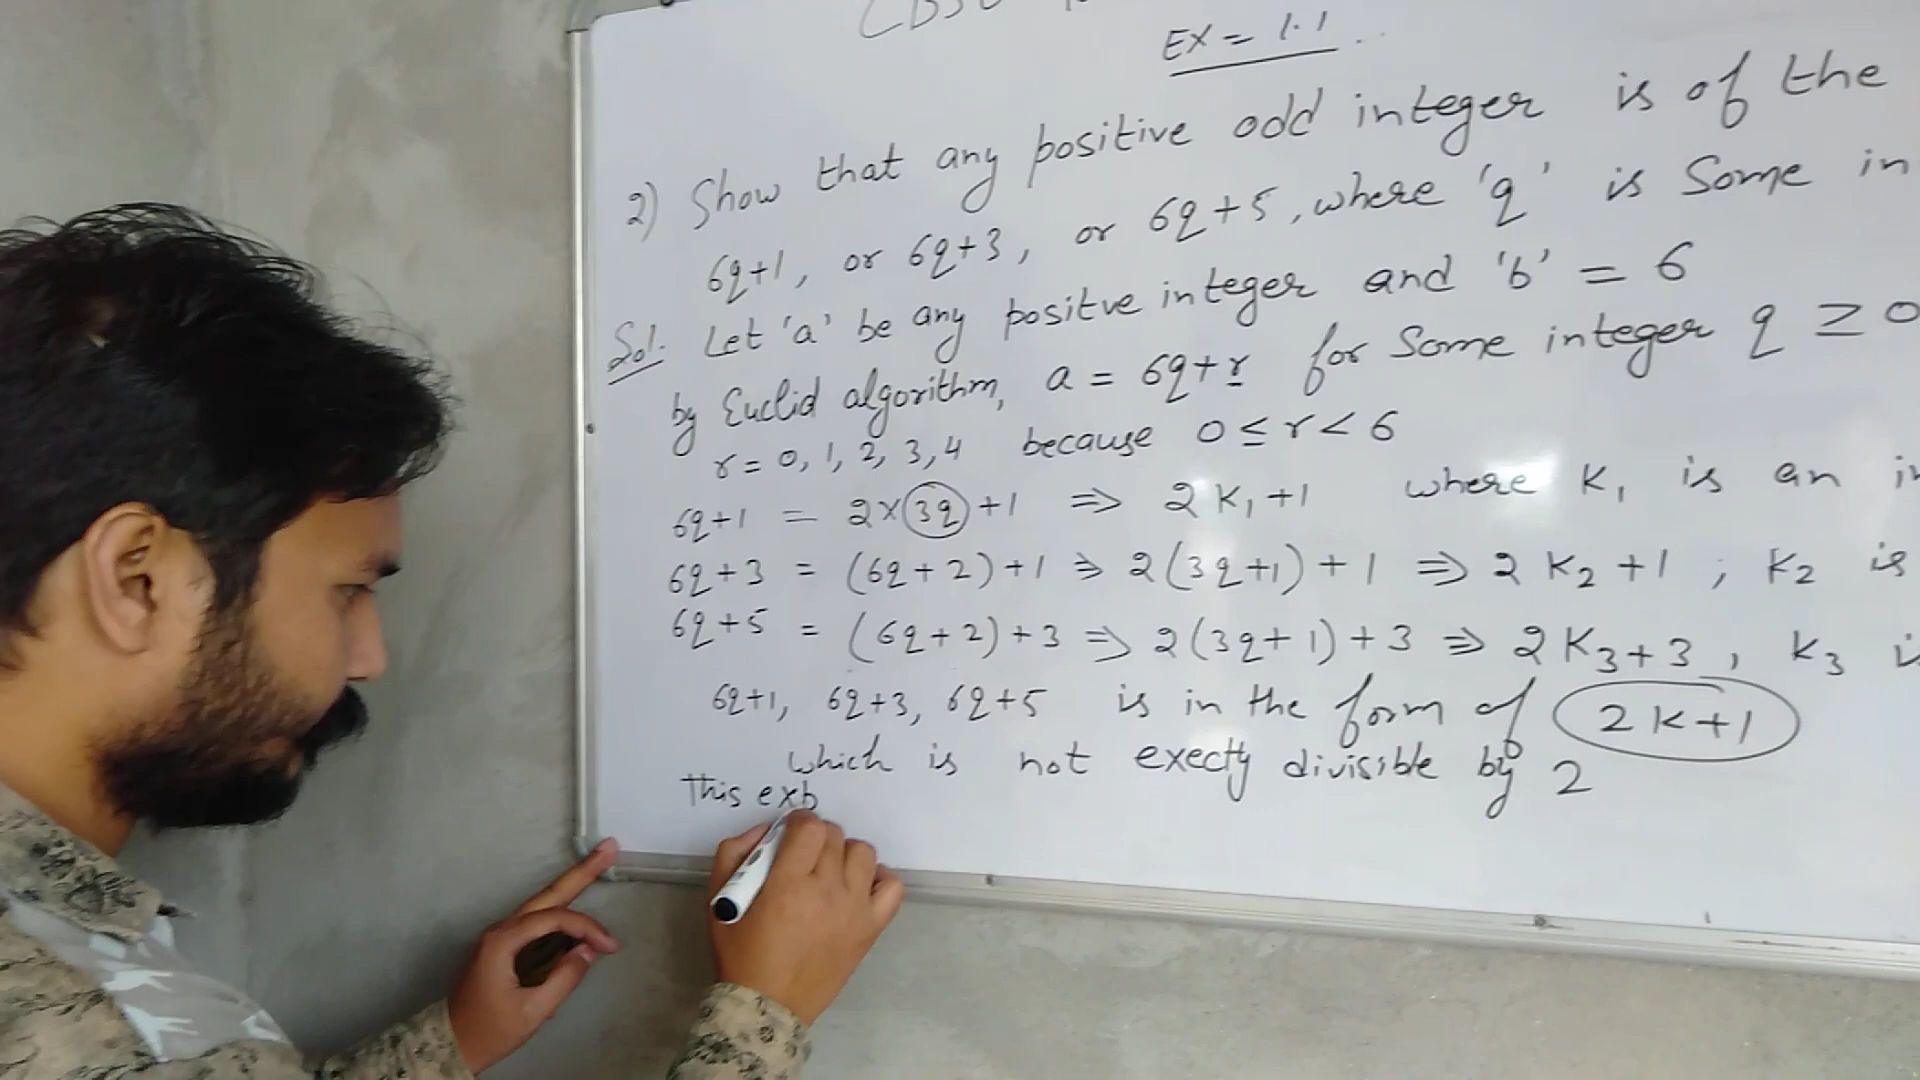 EX = 1.1
2) Show that any positive odd integer is of the
6q+1, or 6q+3, or 6q+5, where 'q' is Some in
Sol. Let 'a' be any positve integer and 'b' = 6
by Euclid algorithm, a = 6q+r for Some integer q ≥ 0
r = 0, 1, 2, 3, 4 because 0 ≤ r < 6
6q+1 = 2x3q+1 ⇒ 2K₁+1 where K₁ is an in
6q+3 = (6q+2)+1 ⇒ 2(3q+1)+1 ⇒ 2K₂+1 ; K₂ is
6q+5 = (6q+2)+3 ⇒ 2(3q+1)+3 ⇒ 2K₃+3, K₃ i
6q+1, 6q+3, 6q+5 is in the form of 2K+1
which is not exectly divisible by 2
This exp